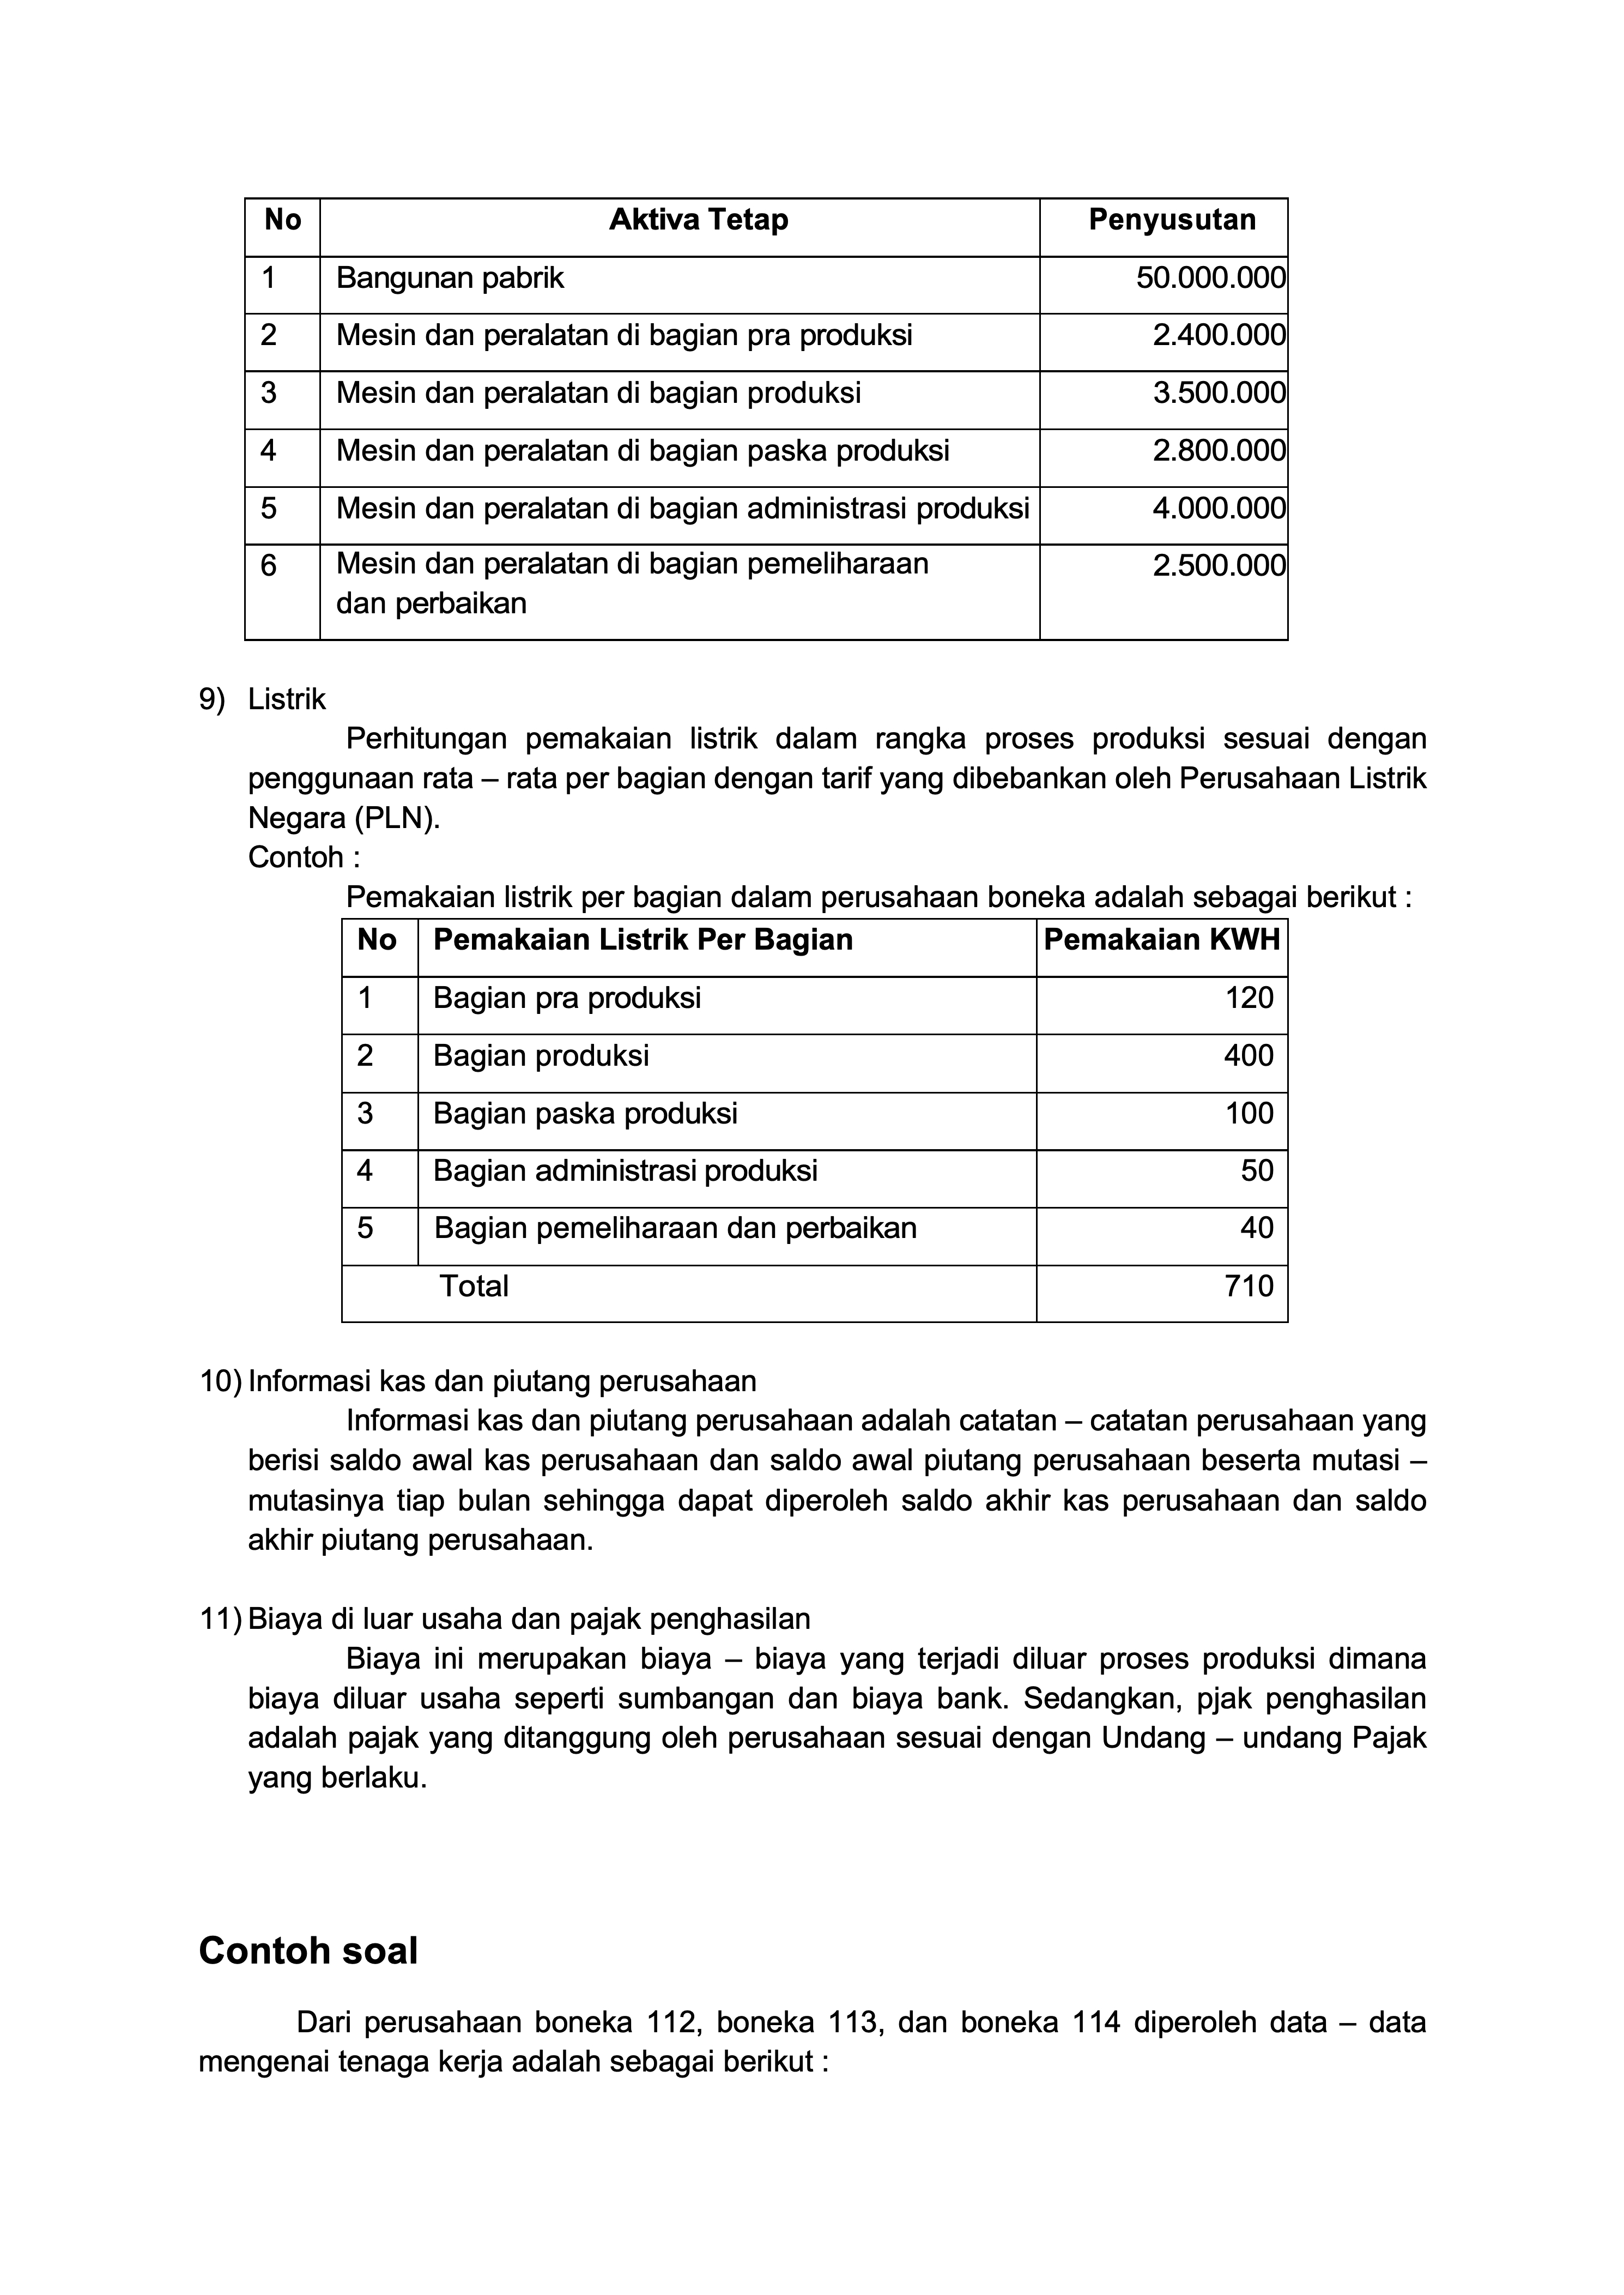 No Aktiva Tetap Penyusutan
1 Bangunan pabrik 50.000.000
2 Mesin dan peralatan di bagian pra produksi 2.400.000
3 Mesin dan peralatan di bagian produksi 3.500.000
4 Mesin dan peralatan di bagian paska produksi 2.800.000
5 Mesin dan peralatan di bagian administrasi produksi 4.000.000
6 Mesin dan peralatan di bagian pemeliharaan 2.500.000
dan perbaikan
9) Listrik
Perhitungan pemakaian listrik dalam rangka proses produksi sesuai dengan
penggunaan rata – rata per bagian dengan tarif yang dibebankan oleh Perusahaan Listrik
Negara (PLN).
Contoh :
Pemakaian listrik per bagian dalam perusahaan boneka adalah sebagai berikut :
No Pemakaian Listrik Per Bagian Pemakaian KWH
1 Bagian pra produksi 120
2 Bagian produksi 400
3 Bagian paska produksi 100
4 Bagian administrasi produksi 50
5 Bagian pemeliharaan dan perbaikan 40
Total 710
10) Informasi kas dan piutang perusahaan
Informasi kas dan piutang perusahaan adalah catatan – catatan perusahaan yang
berisi saldo awal kas perusahaan dan saldo awal piutang perusahaan beserta mutasi –
mutasinya tiap bulan sehingga dapat diperoleh saldo akhir kas perusahaan dan saldo
akhir piutang perusahaan.
11) Biaya di luar usaha dan pajak penghasilan
Biaya ini merupakan biaya – biaya yang terjadi diluar proses produksi dimana
biaya diluar usaha seperti sumbangan dan biaya bank. Sedangkan, pjak penghasilan
adalah pajak yang ditanggung oleh perusahaan sesuai dengan Undang – undang Pajak
yang berlaku.
Contoh soal
Dari perusahaan boneka 112, boneka 113, dan boneka 114 diperoleh data – data
mengenai tenaga kerja adalah sebagai berikut :